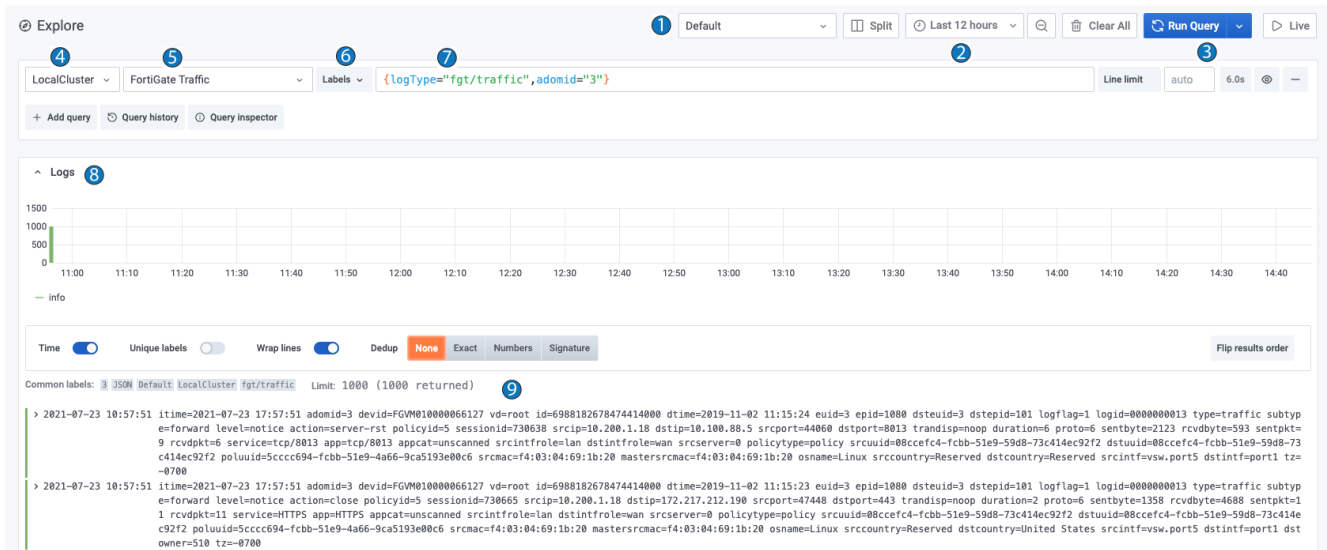 Explore
1 Default Split Last 12 hours Clear All Run Query Live
4 5 6 7 2 3
LocalCluster FortiGate Traffic Labels {logType="fgt/traffic",adomid="3"} Line limit auto 6.0s
+ Add query Query history Query inspector
Logs 8
1500
1000
500
0
11:00 11:10 11:20 11:30 11:40 11:50 12:00 12:10 12:20 12:30 12:40 12:50 13:00 13:10 13:20 13:30 13:40 13:50 14:00 14:10 14:20 14:30 14:40
info
Time Unique labels Wrap lines Dedup None Exact Numbers Signature Flip results order
Common labels: 3 JSON Default LocalCluster fgt/traffic Limit: 1000 (1000 returned) 9
> 2021-07-23 10:57:51 itime=2021-07-23 17:57:51 adomid=3 devid=FGVM010000066127 vd=root id=6988182678474414000 dtime=2019-11-02 11:15:24 euid=3 epid=1080 dsteuid=3 dstepid=101 logflag=1 logid=0000000013 type=traffic subtyp
e=forward level=notice action=server-rst policyid=5 sessionid=730638 srcip=10.200.1.18 dstip=10.100.88.5 srcport=44060 dstport=8013 trandisp=noop duration=6 proto=6 sentbyte=2123 rcvdbyte=593 sentpkt=
9 rcvdpkt=6 service=tcp/8013 app=tcp/8013 appcat=unscanned srcintfrole=lan dstintfrole=wan srcserver=0 policytype=policy srcuuid=08ccefc4-fcbb-51e9-59d8-73c414ec92f2 dstuuid=08ccefc4-fcbb-51e9-59d8-73
c414ec92f2 poluuid=5cccc694-fcbb-51e9-4a66-9ca5193e00c6 srcmac=f4:03:04:69:1b:20 mastersrcmac=f4:03:04:69:1b:20 osname=Linux srccountry=Reserved dstcountry=Reserved srcintf=vsw.port5 dstintf=port1 tz=
-0700
> 2021-07-23 10:57:51 itime=2021-07-23 17:57:51 adomid=3 devid=FGVM010000066127 vd=root id=6988182678474414000 dtime=2019-11-02 11:15:23 euid=3 epid=1080 dsteuid=3 dstepid=101 logflag=1 logid=0000000013 type=traffic subtyp
e=forward level=notice action=close policyid=5 sessionid=730665 srcip=10.200.1.18 dstip=172.217.212.190 srcport=47448 dstport=443 trandisp=noop duration=2 proto=6 sentbyte=1358 rcvdbyte=4688 sentpkt=1
1 rcvdpkt=11 service=HTTPS app=HTTPS appcat=unscanned srcintfrole=lan dstintfrole=wan srcserver=0 policytype=policy srcuuid=08ccefc4-fcbb-51e9-59d8-73c414ec92f2 dstuuid=08ccefc4-fcbb-51e9-59d8-73c414e
c92f2 poluuid=5cccc694-fcbb-51e9-4a66-9ca5193e00c6 srcmac=f4:03:04:69:1b:20 mastersrcmac=f4:03:04:69:1b:20 osname=Linux srccountry=Reserved dstcountry=United States srcintf=vsw.port5 dstintf=port1 dst
owner=510 tz=-0700